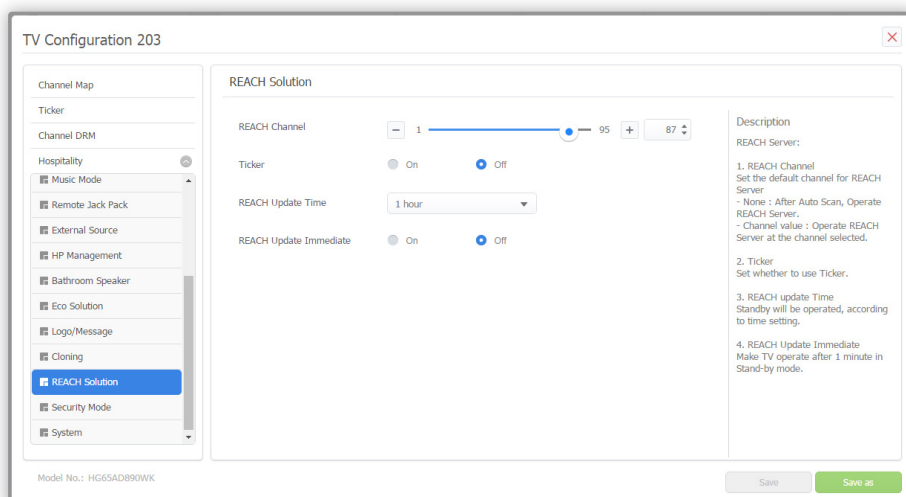 TV Configuration 203
Channel Map
Ticker
Channel DRM
Hospitality
Music Mode
Remote Jack Pack
External Source
HP Management
Bathroom Speaker
Eco Solution
Logo/Message
Cloning
REACH Solution
Security Mode
System
REACH Solution
REACH Channel
1 95 87
Ticker
On Off
REACH Update Time
1 hour
REACH Update Immediate
On Off
Description
REACH Server:
1. REACH Channel
Set the default channel for REACH
Server
- None : After Auto Scan, Operate
REACH Server.
- Channel value : Operate REACH
Server at the channel selected.
2. Ticker
Set whether to use Ticker.
3. REACH update Time
Standby will be operated, according
to time setting.
4. REACH Update Immediate
Make TV operate after 1 minute in
Stand-by mode.
Model No.: HG65AD890WK
Save
Save as